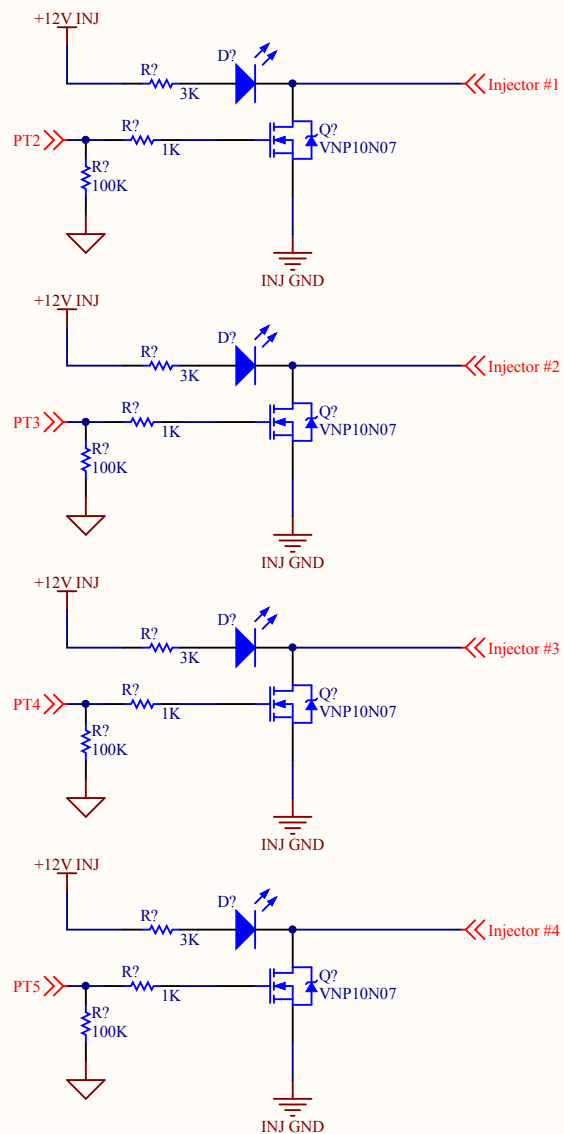 +12V INJ
D?
R?
3K
Injector #1
PT2
R?
1K
Q?
VNP10N07
R?
100K
INJ GND
+12V INJ
D?
R?
3K
Injector #2
PT3
R?
1K
Q?
VNP10N07
R?
100K
INJ GND
+12V INJ
D?
R?
3K
Injector #3
PT4
R?
1K
Q?
VNP10N07
R?
100K
INJ GND
+12V INJ
D?
R?
3K
Injector #4
PT5
R?
1K
Q?
VNP10N07
R?
100K
INJ GND